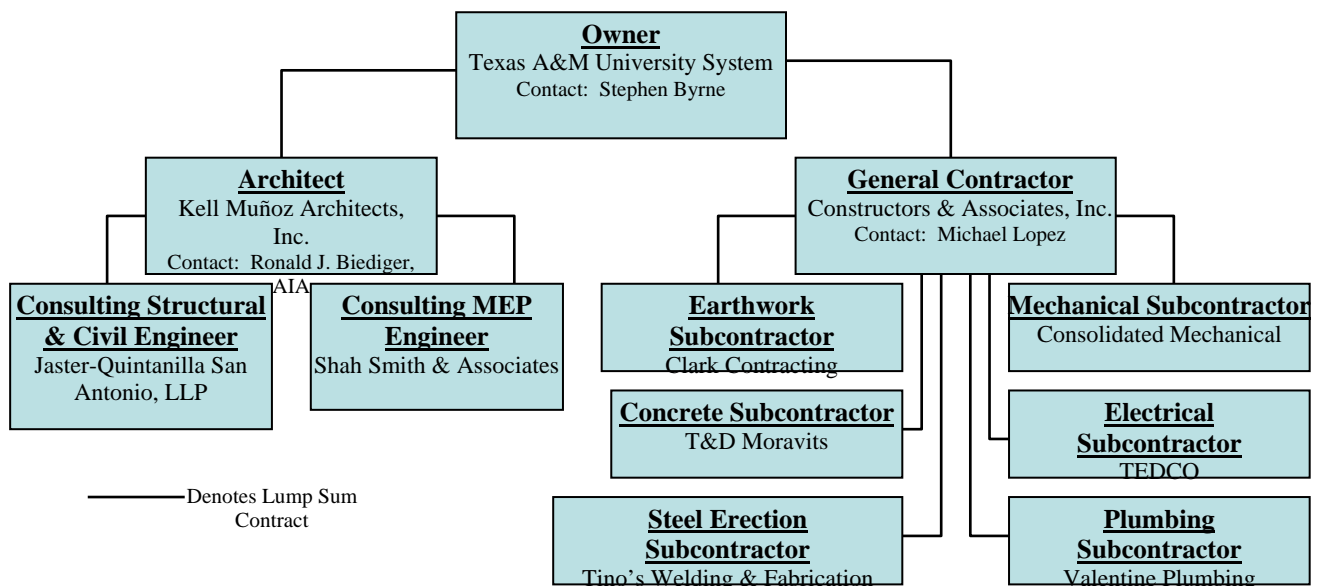 Owner
Texas A&M University System
Contact: Stephen Byrne
Architect
Kell Muñoz Architects,
Inc.
Contact: Ronald J. Biediger,
AIA
General Contractor
Constructors & Associates, Inc.
Contact: Michael Lopez
Consulting Structural
& Civil Engineer
Jaster-Quintanilla San
Antonio, LLP
Consulting MEP
Engineer
Shah Smith & Associates
Earthwork
Subcontractor
Clark Contracting
Mechanical Subcontractor
Consolidated Mechanical
Concrete Subcontractor
T&D Moravits
Electrical
Subcontractor
TEDCO
Steel Erection
Subcontractor
Tino's Welding & Fabrication
Plumbing
Subcontractor
Valentine Plumbing
Denotes Lump Sum
Contract